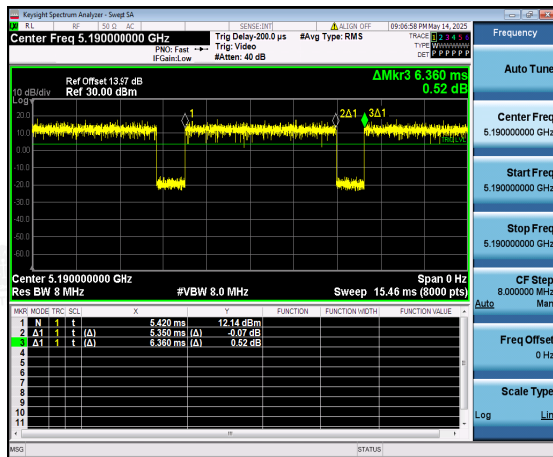 Keysight Spectrum Analyzer - Swept SA
RL RF 50 Ω AC SENSE:INT ALIGN OFF 09:06:58 PM May 14, 2025
Center Freq 5.190000000 GHz Trig Delay-200.0 µs #Avg Type: RMS TRACE 1 2 3 4 5 6
PNO: Fast Trig: Video TYPE WWWWWW
IFGain:Low #Atten: 40 dB DET P P P P P P
Ref Offset 13.97 dB ΔMkr3 6.360 ms
10 dB/div Ref 30.00 dBm 0.52 dB
Log
20.0
1 2Δ1 3Δ1
10.0
TRIG LVL
0.00
-10.0
-20.0
-30.0
-40.0
-50.0
-60.0
Center 5.190000000 GHz Span 0 Hz
Res BW 8 MHz #VBW 8.0 MHz Sweep 15.46 ms (8000 pts)
MKR MODE TRC SCL X Y FUNCTION FUNCTION WIDTH FUNCTION VALUE
1 N 1 t 5.420 ms 12.14 dBm
2 Δ1 1 t (Δ) 5.350 ms (Δ) -0.07 dB
3 Δ1 1 t (Δ) 6.360 ms (Δ) 0.52 dB
4
5
6
7
8
9
10
11
MSG STATUS
Frequency
Auto Tune
Center Freq
5.190000000 GHz
Start Freq
5.190000000 GHz
Stop Freq
5.190000000 GHz
CF Step
8.000000 MHz
Auto Man
Freq Offset
0 Hz
Scale Type
Log Lin